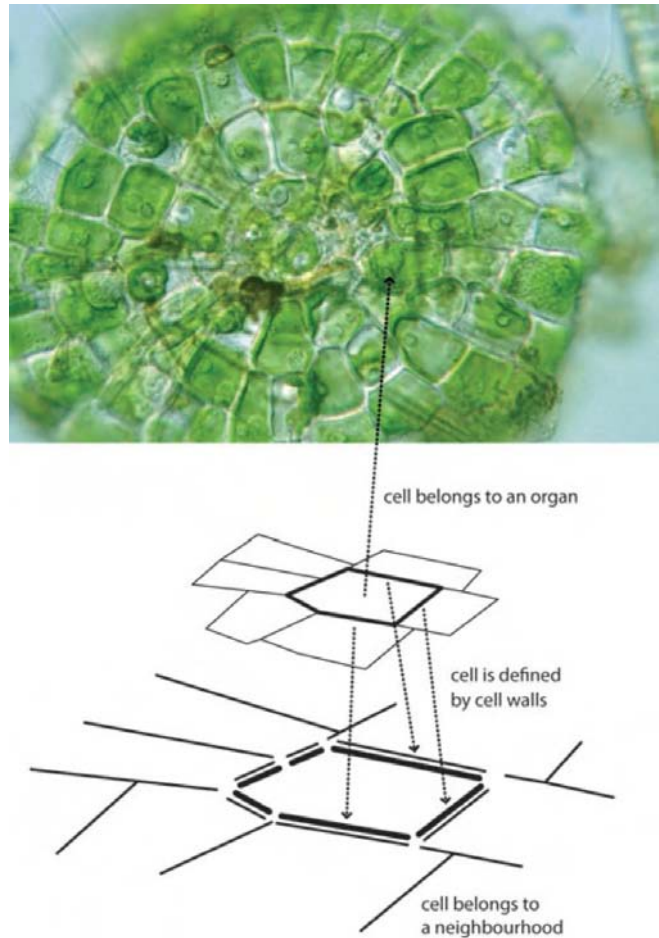 cell belongs to an organ
cell is defined
by cell walls
cell belongs to
a neighbourhood